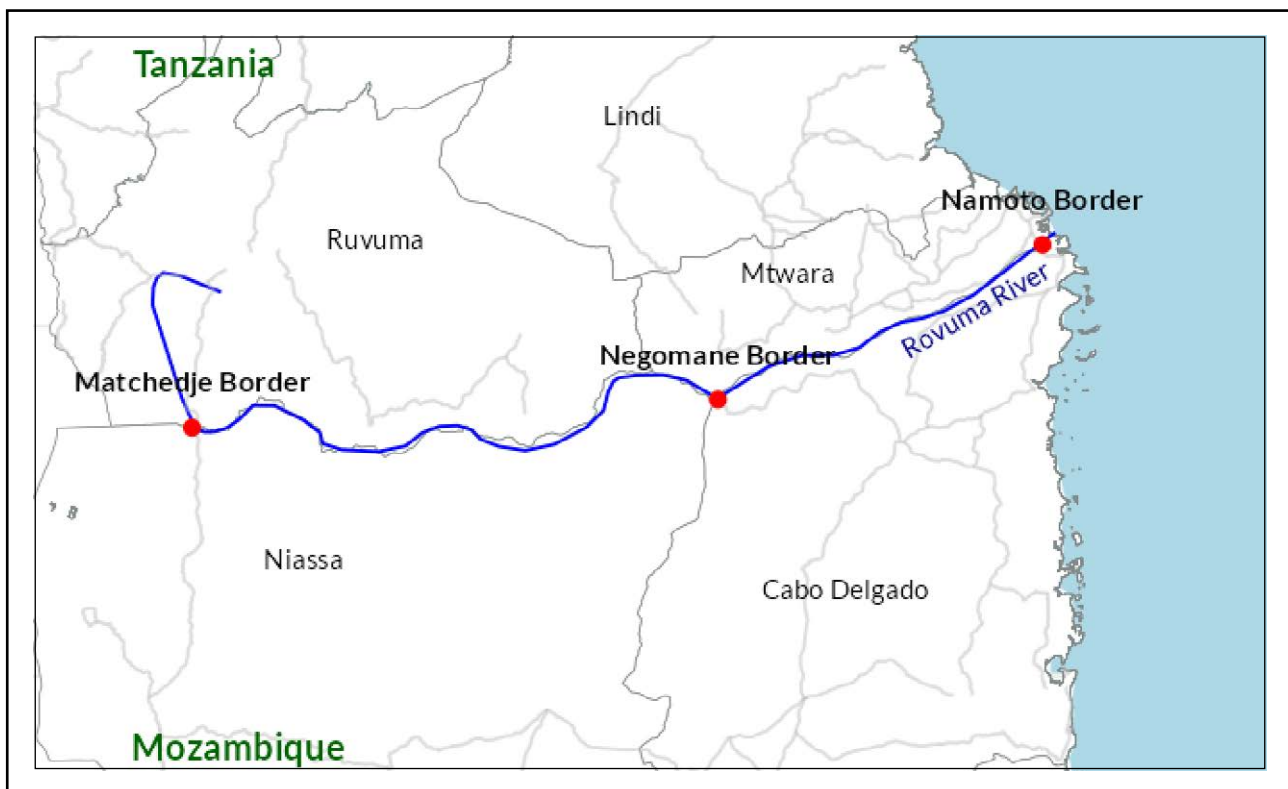 Tanzania
Lindi
Namoto Border
Ruvuma
Mtwara
Rovuma River
Negomane Border
Matchedje Border
Niassa
Cabo Delgado
Mozambique